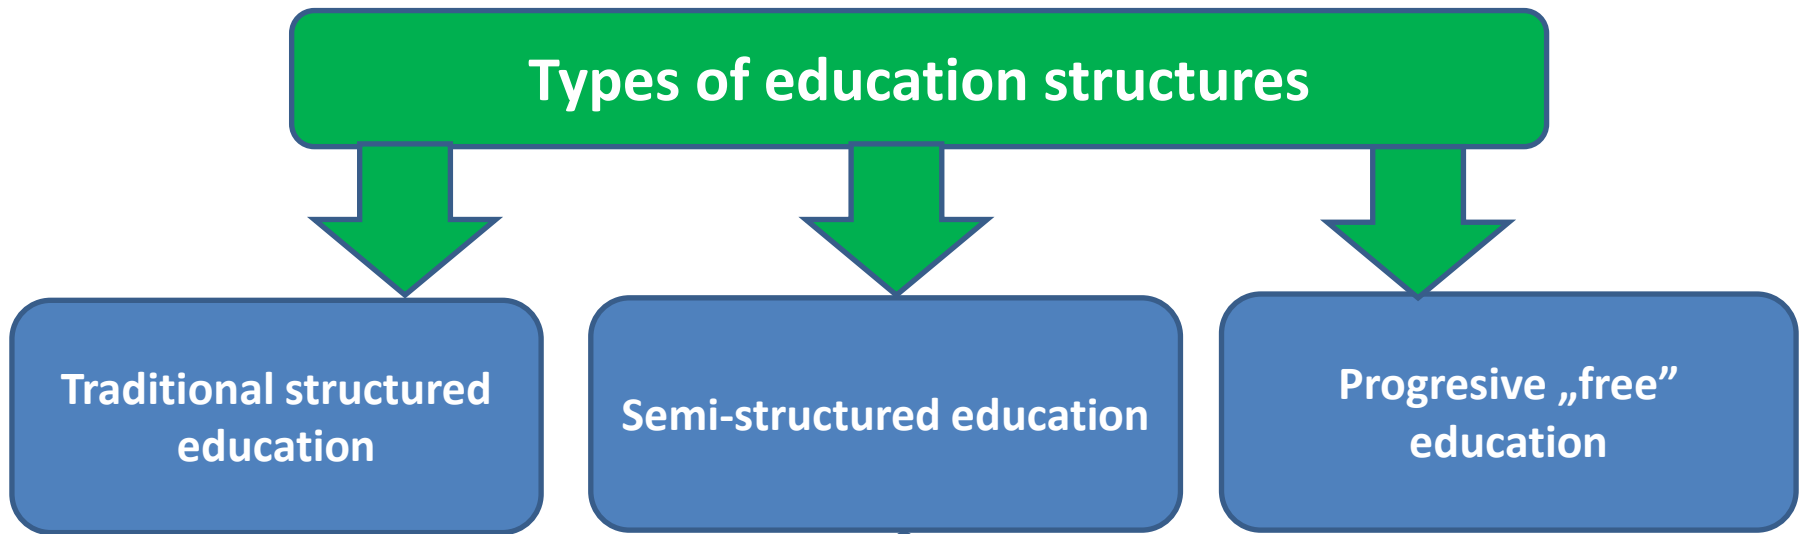 Types of education structures
Traditional structured
education
Semi-structured education
Progresive „free”
education